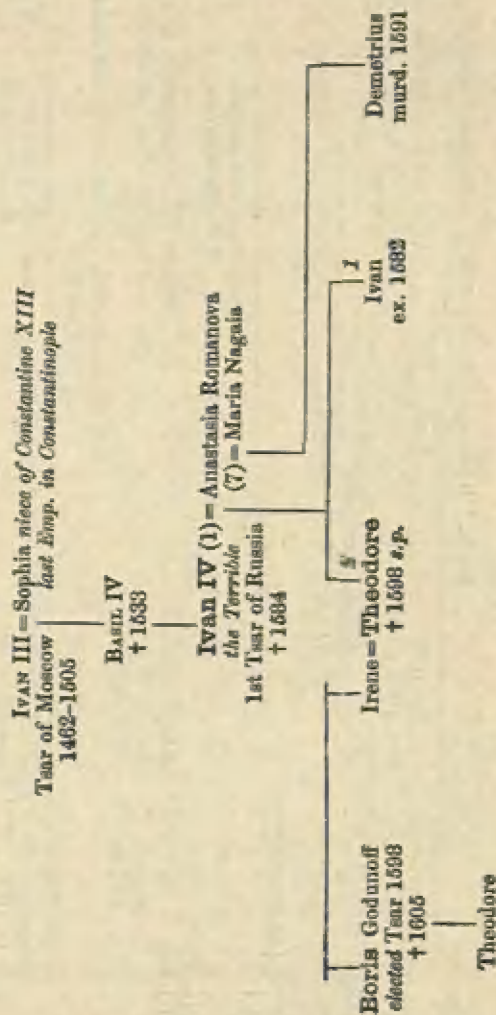 IVAN III=Sophia niece of Constantine XIII
Tsar of Moscow last Emp. in Constantinople
1462–1505
BASIL IV
† 1533
Ivan IV (1)=Anastasia Romanova
the Terrible (7)=Maria Nagaia
1st Tsar of Russia
† 1584
2 1
Boris Godunoff Irene=Theodore Ivan Demetrius
elected Tsar 1598 † 1598 s.p. ex. 1582 murd. 1591
† 1605
Theodore